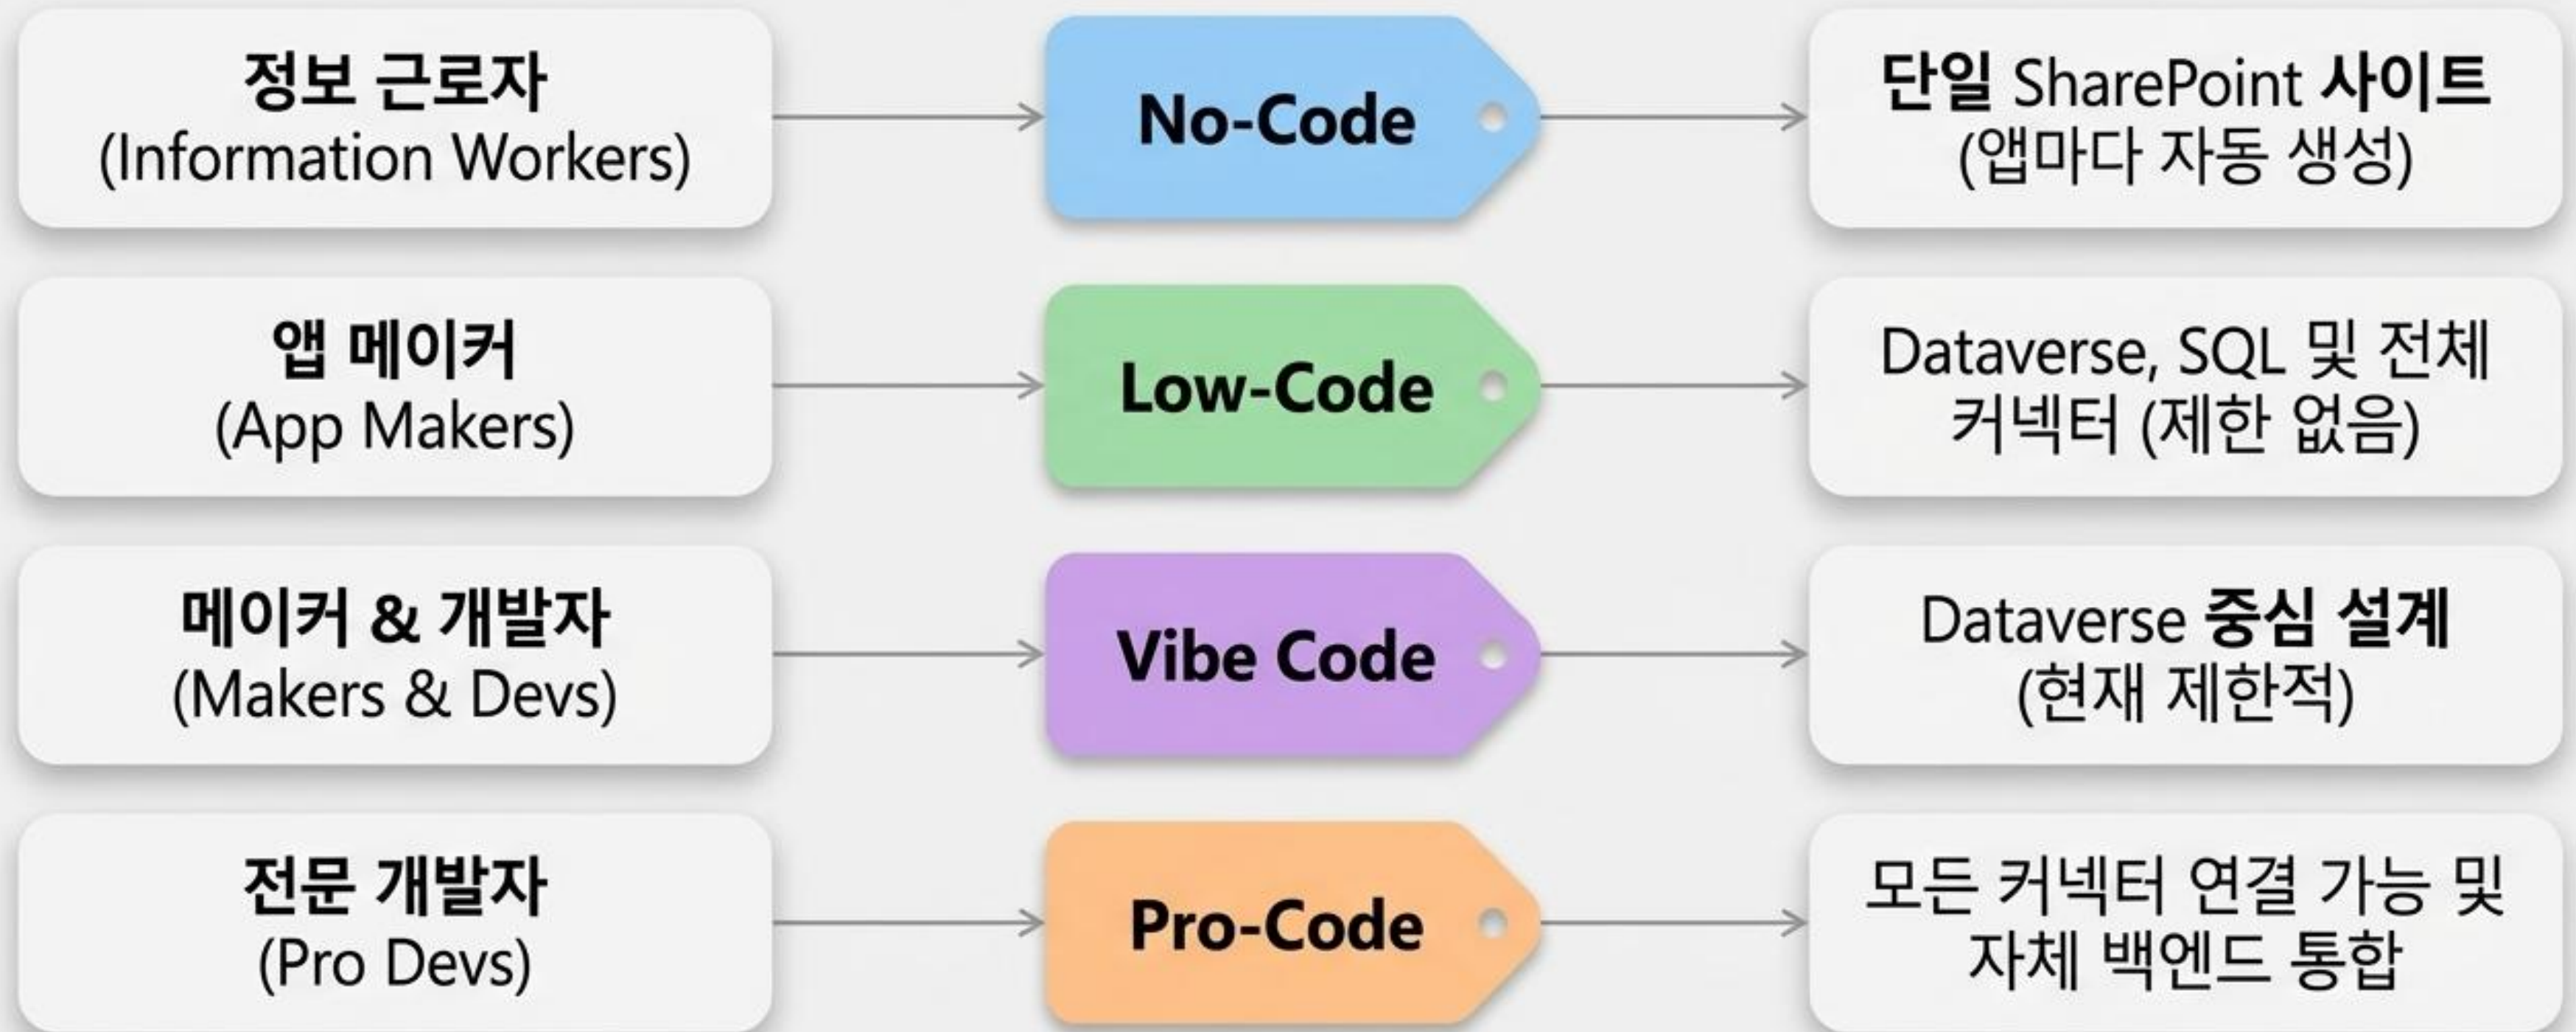 정보 근로자
(Information Workers)
No-Code
단일 SharePoint 사이트
(앱마다 자동 생성)
앱 메이커
(App Makers)
Low-Code
Dataverse, SQL 및 전체
커넥터 (제한 없음)
메이커 & 개발자
(Makers & Devs)
Vibe Code
Dataverse 중심 설계
(현재 제한적)
전문 개발자
(Pro Devs)
Pro-Code
모든 커넥터 연결 가능 및
자체 백엔드 통합